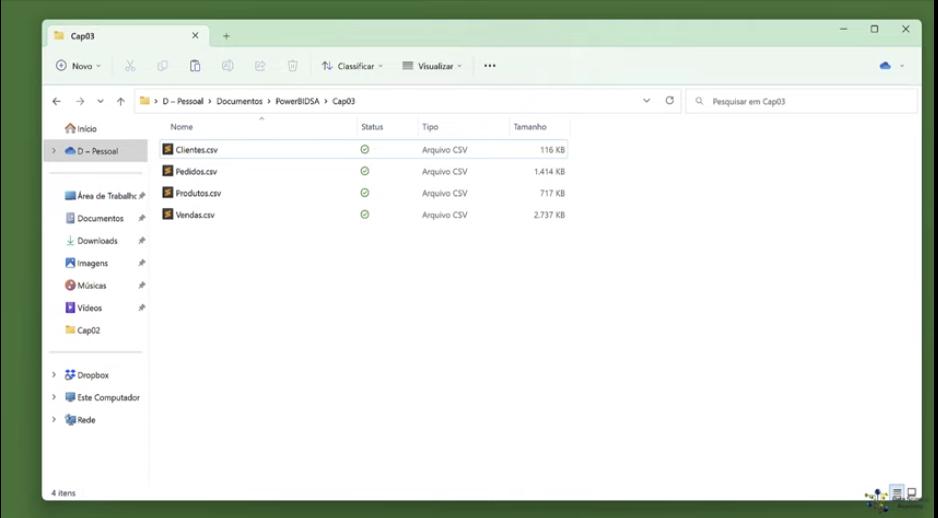 Cap03
Novo
Classificar
Visualizar
D – Pessoal > Documentos > PowerBIDSA > Cap03
Pesquisar em Cap03
Início
D – Pessoal
Área de Trabalho
Documentos
Downloads
Imagens
Músicas
Vídeos
Cap02
Dropbox
Este Computador
Rede
Nome Status Tipo Tamanho
Clientes.csv Arquivo CSV 116 KB
Pedidos.csv Arquivo CSV 1.414 KB
Produtos.csv Arquivo CSV 717 KB
Vendas.csv Arquivo CSV 2.737 KB
4 itens